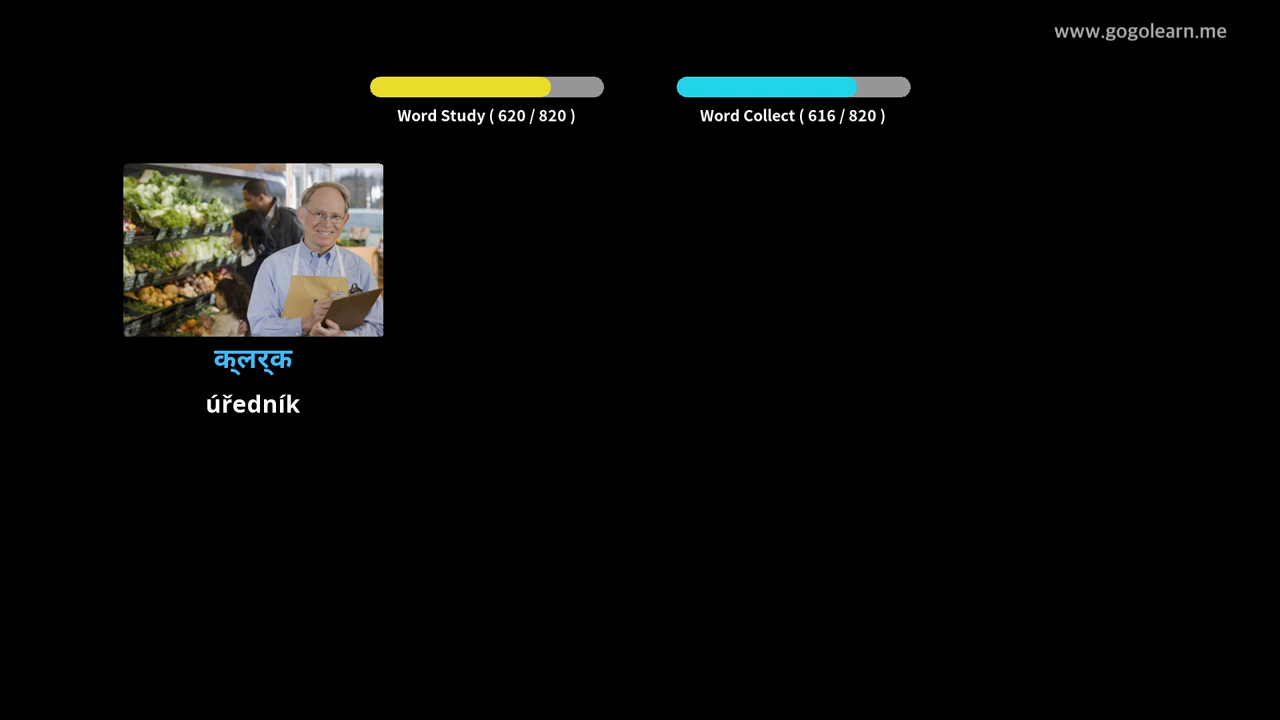 www.gogolearn.me
Word Study ( 620 / 820 )
Word Collect ( 616 / 820 )
क्लर्क
úředník